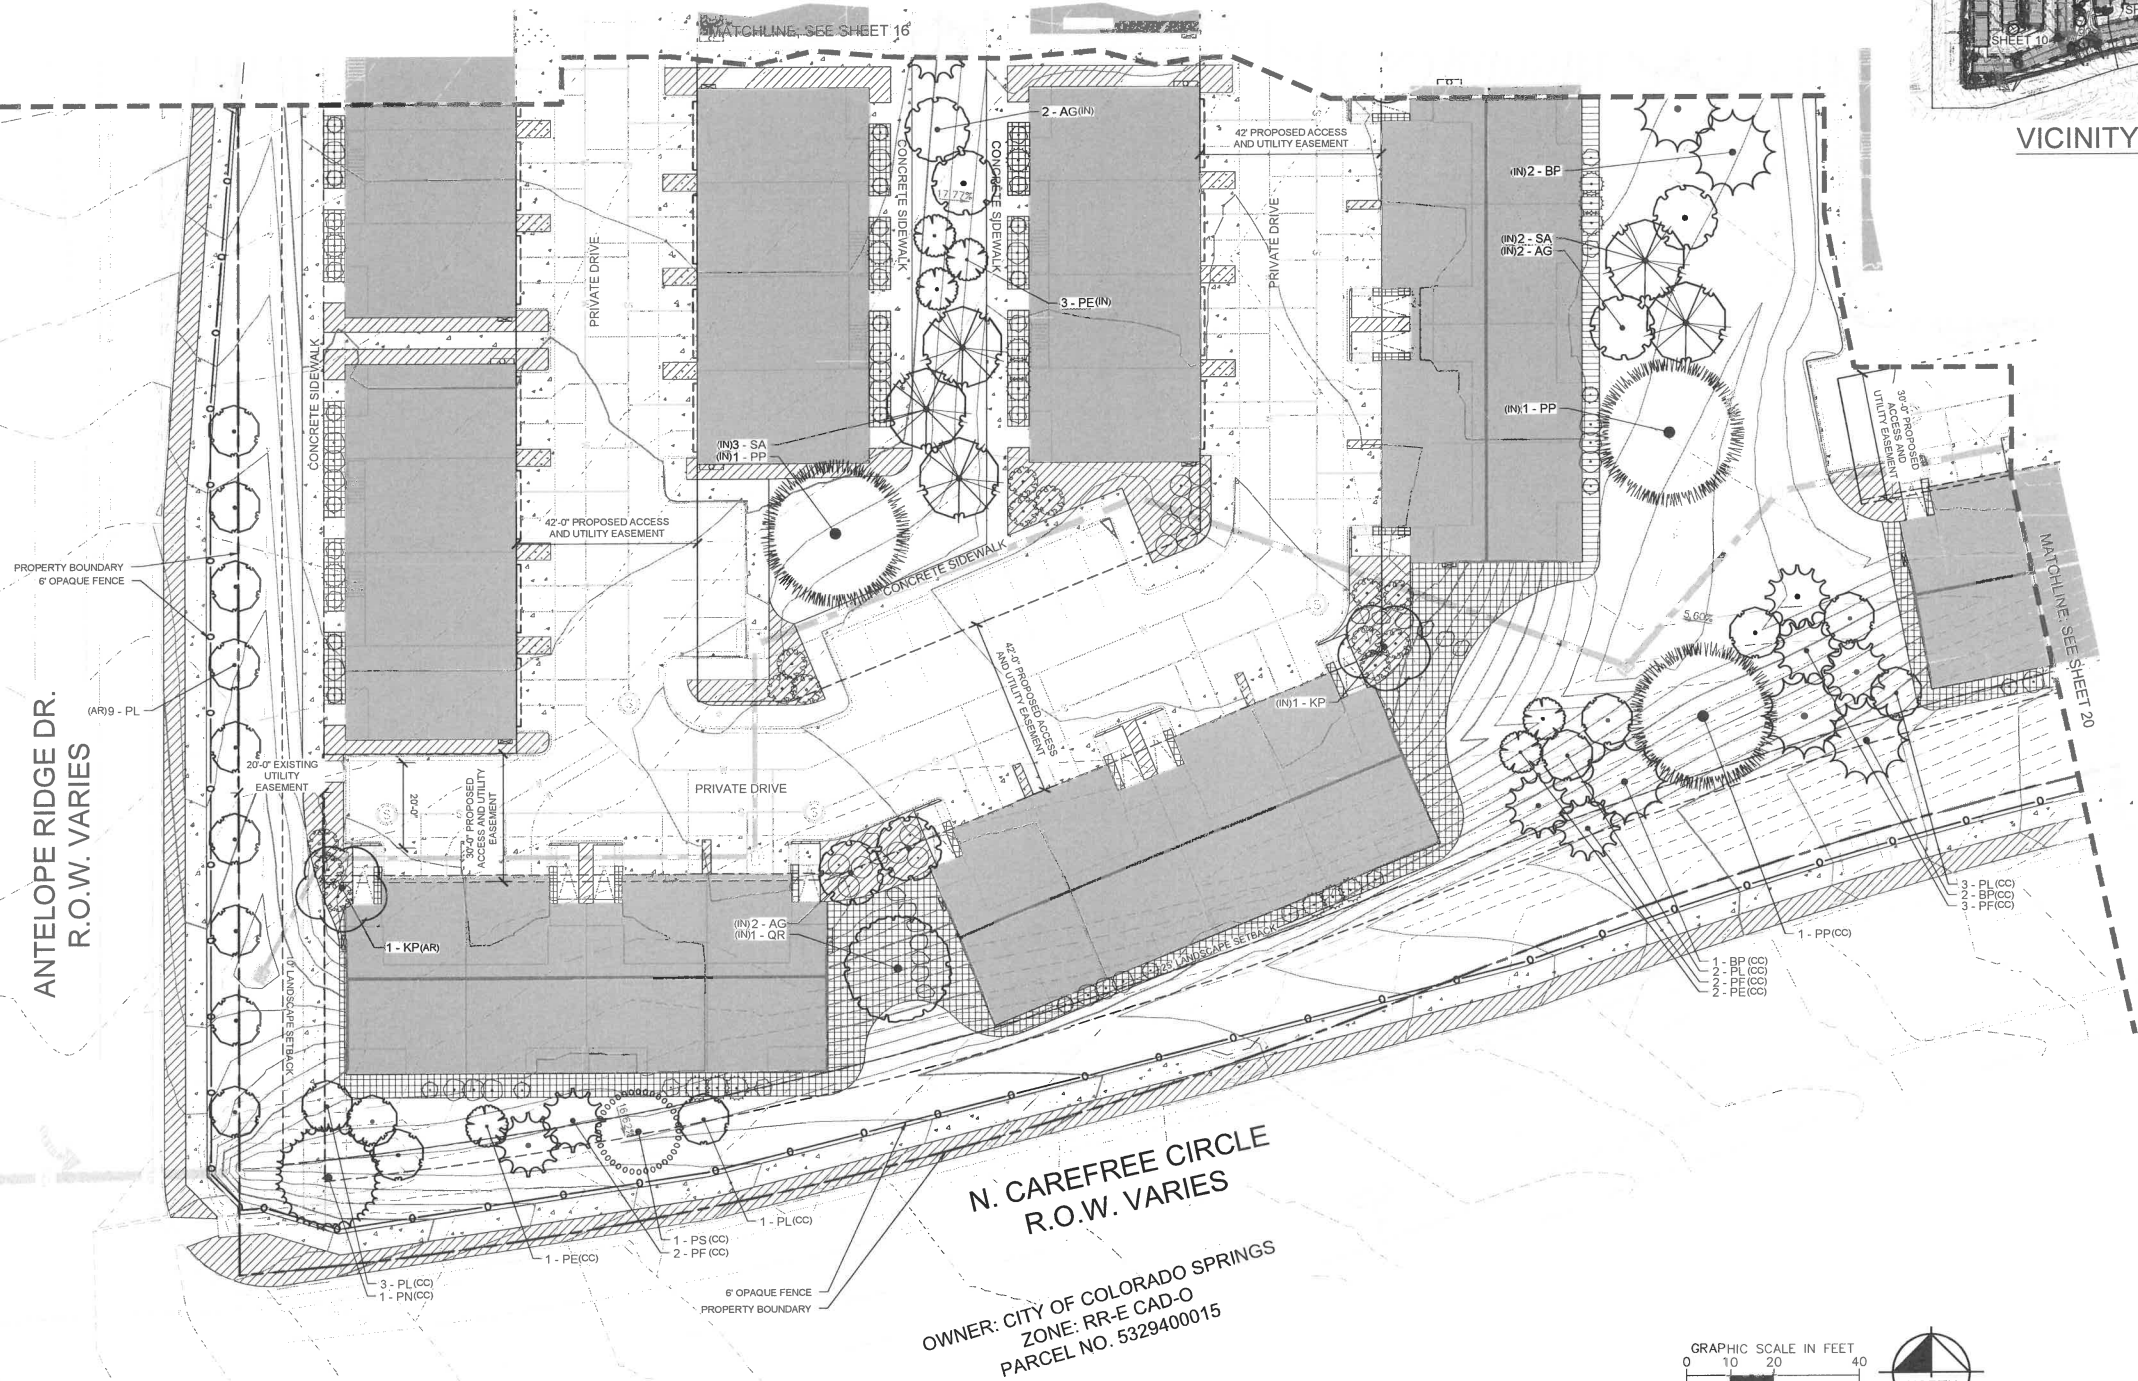 MATCHLINE; SEE SHEET 16
SHEET 10
VICINITY
2 - AG(IN)
CONCRETE SIDEWALK
CONCRETE SIDEWALK
17.77%
42' PROPOSED ACCESS
AND UTILITY EASEMENT
(IN)2 - BP
PRIVATE DRIVE
PRIVATE DRIVE
(IN)2 - SA
(IN)2 - AG
3 - PE(IN)
CONCRETE SIDEWALK
(IN)1 - PP
30'-0" PROPOSED
ACCESS AND
UTILITY EASEMENT
(IN)3 - SA
(IN)1 - PP
42'-0" PROPOSED ACCESS
AND UTILITY EASEMENT
CONCRETE SIDEWALK
PROPERTY BOUNDARY
6' OPAQUE FENCE
MATCHLINE; SEE SHEET 20
5.60%
42'-0" PROPOSED ACCESS
AND UTILITY EASEMENT
(AR)9 - PL
(IN)1 - KP
ANTELOPE RIDGE DR.
R.O.W. VARIES
20'-0" EXISTING
UTILITY
EASEMENT
20'-0"
30'-0" PROPOSED
ACCESS AND UTILITY
EASEMENT
PRIVATE DRIVE
3 - PL(CC)
2 - BP(CC)
3 - PF(CC)
(IN)2 - AG
(IN)1 - QR
1 - PP(CC)
1 - KP(AR)
25' LANDSCAPE SETBACK
1 - BP(CC)
2 - PL(CC)
2 - PF(CC)
2 - PE(CC)
10' LANDSCAPE SETBACK
N. CAREFREE CIRCLE
R.O.W. VARIES
1 - PL(CC)
1 - PS(CC)
2 - PF(CC)
1 - PE(CC)
3 - PL(CC)
1 - PN(CC)
6' OPAQUE FENCE
PROPERTY BOUNDARY
OWNER: CITY OF COLORADO SPRINGS
ZONE: RR-E CAD-O
PARCEL NO. 5329400015
GRAPHIC SCALE IN FEET
0 10 20 40